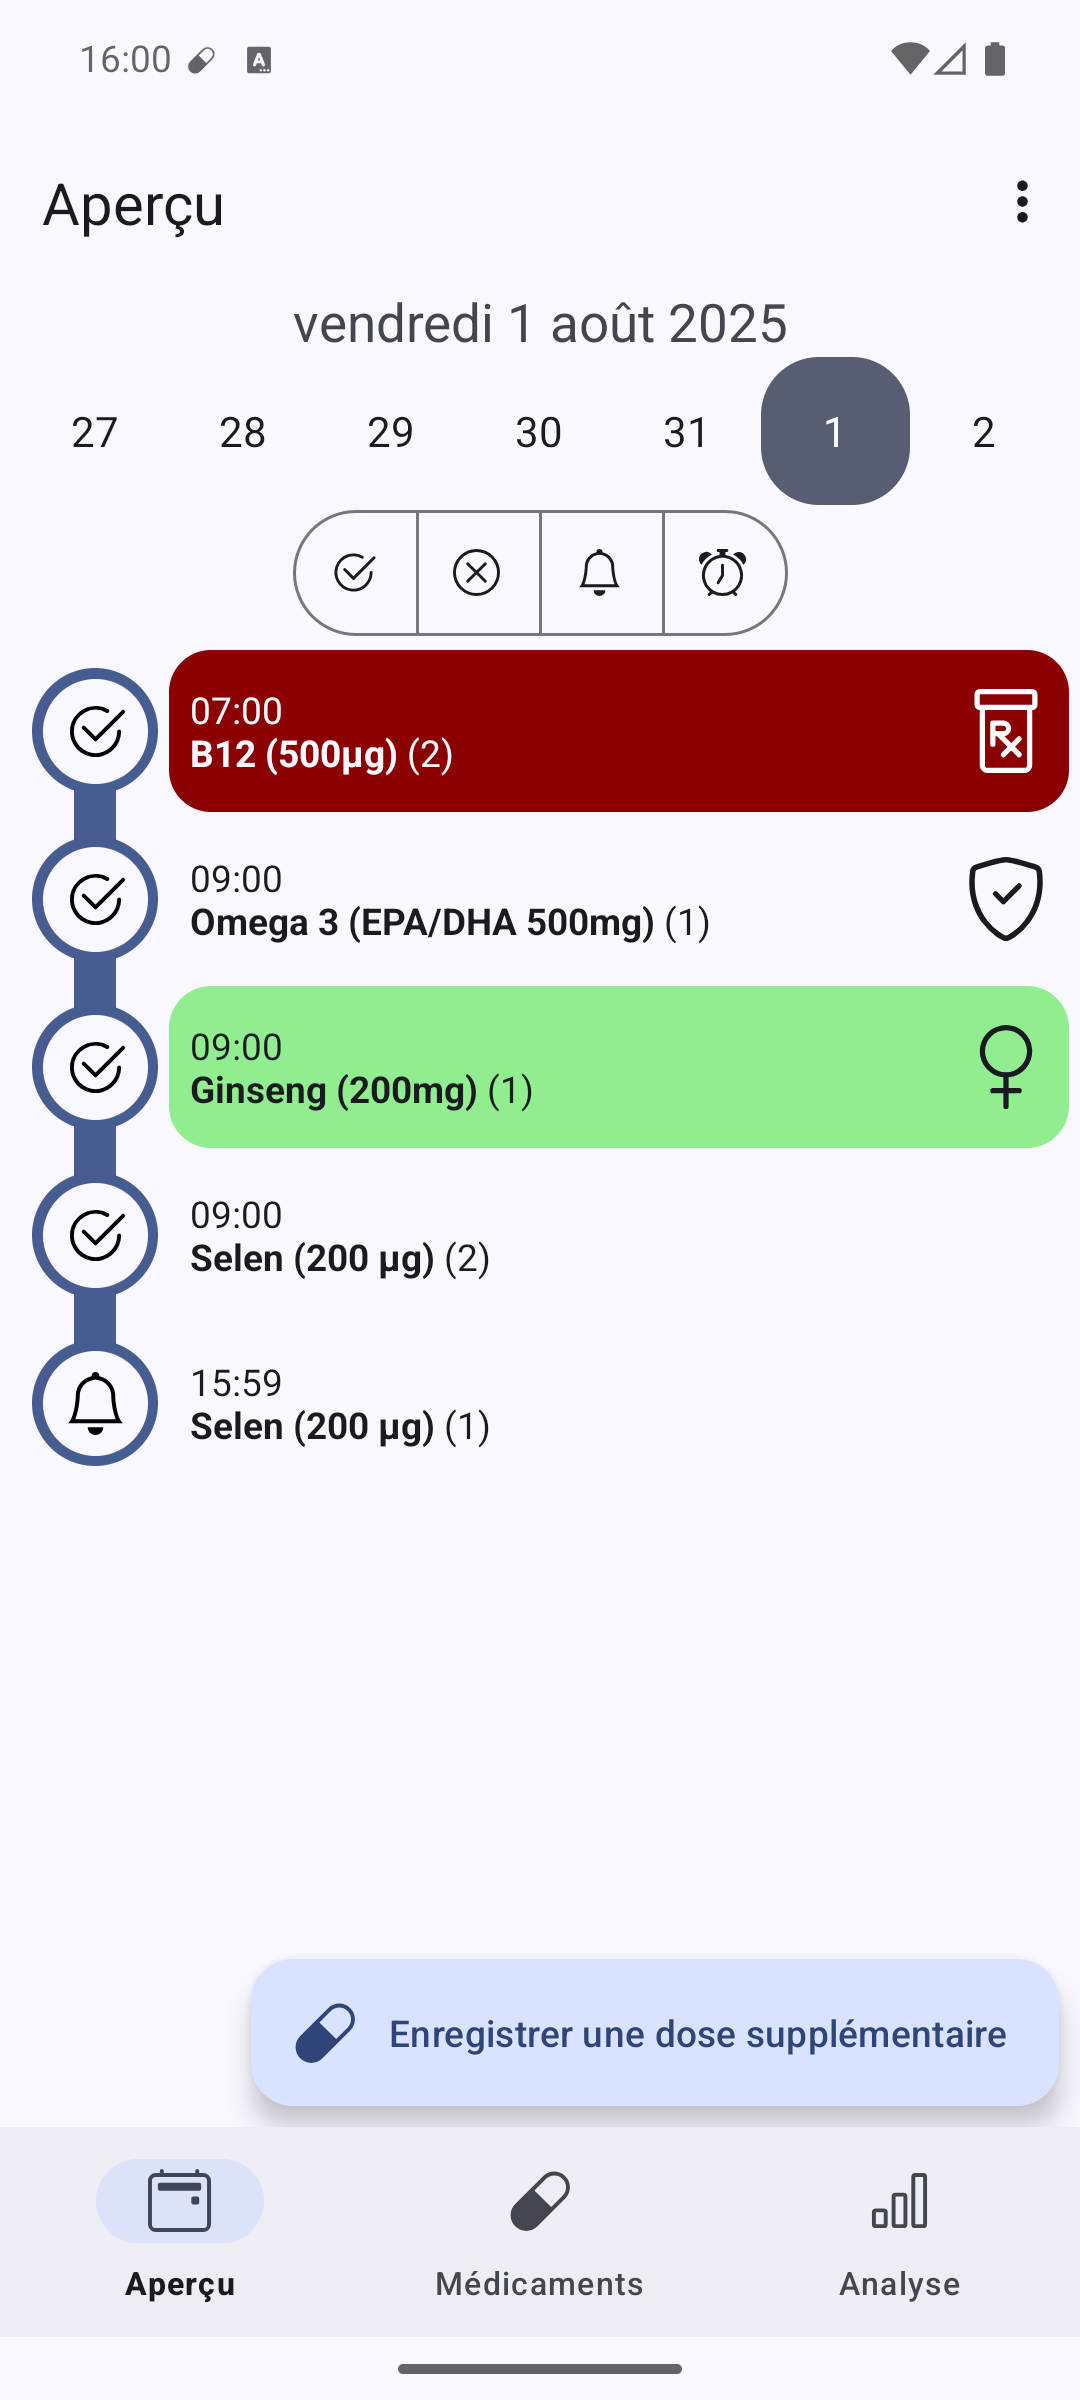 16:00
Aperçu
vendredi 1 août 2025
27 28 29 30 31 1 2
07:00
B12 (500µg) (2)
09:00
Omega 3 (EPA/DHA 500mg) (1)
09:00
Ginseng (200mg) (1)
09:00
Selen (200 µg) (2)
15:59
Selen (200 µg) (1)
Enregistrer une dose supplémentaire
Aperçu Médicaments Analyse